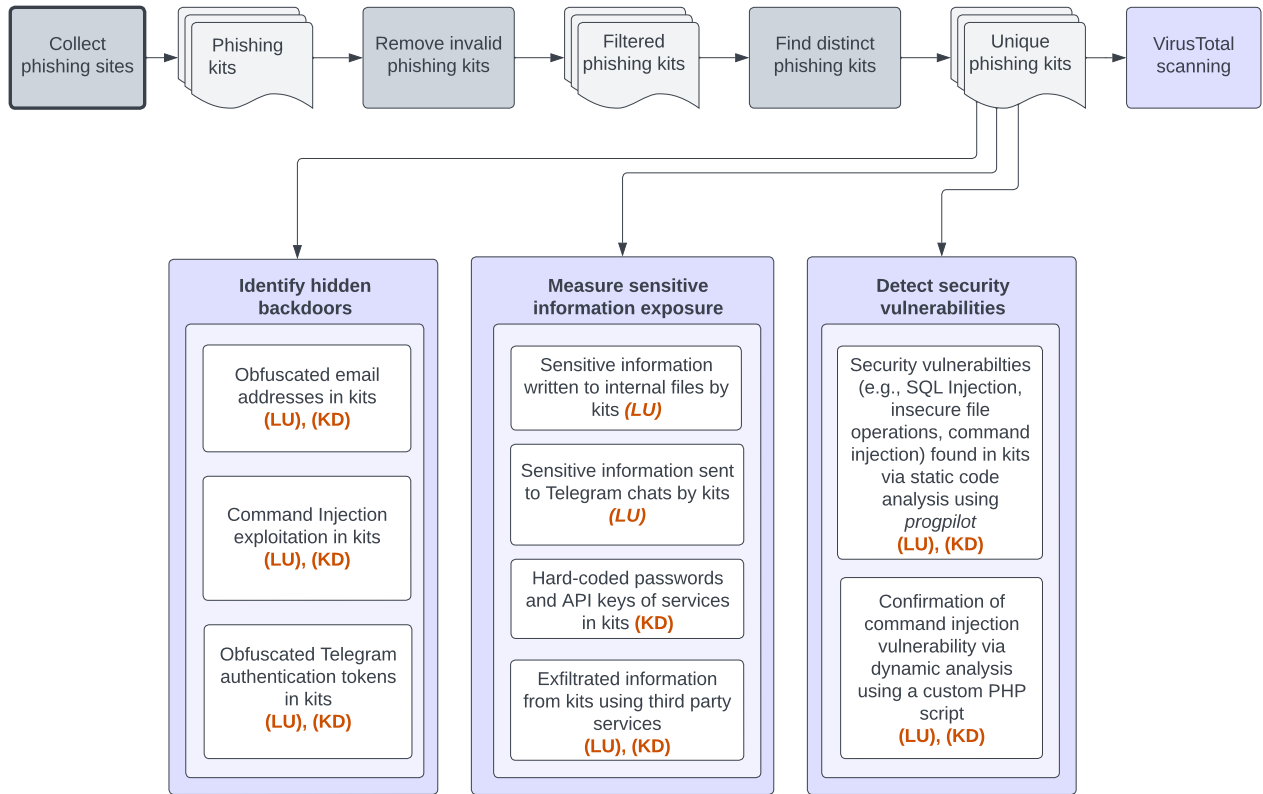 Collect
phishing sites
Phishing
kits
Remove invalid
phishing kits
Filtered
phishing kits
Find distinct
phishing kits
Unique
phishing kits
VirusTotal
scanning
Identify hidden
backdoors
Obfuscated email
addresses in kits
(LU), (KD)
Command Injection
exploitation in kits
(LU), (KD)
Obfuscated Telegram
authentication tokens
in kits
(LU), (KD)
Measure sensitive
information exposure
Sensitive information
written to internal files by
kits (LU)
Sensitive information sent
to Telegram chats by kits
(LU)
Hard-coded passwords
and API keys of services
in kits (KD)
Exfiltrated information
from kits using third party
services
(LU), (KD)
Detect security
vulnerabilities
Security vulnerabilties
(e.g., SQL Injection,
insecure file
operations, command
injection) found in kits
via static code
analysis using
progpilot
(LU), (KD)
Confirmation of
command injection
vulnerability via
dynamic analysis
using a custom PHP
script
(LU), (KD)